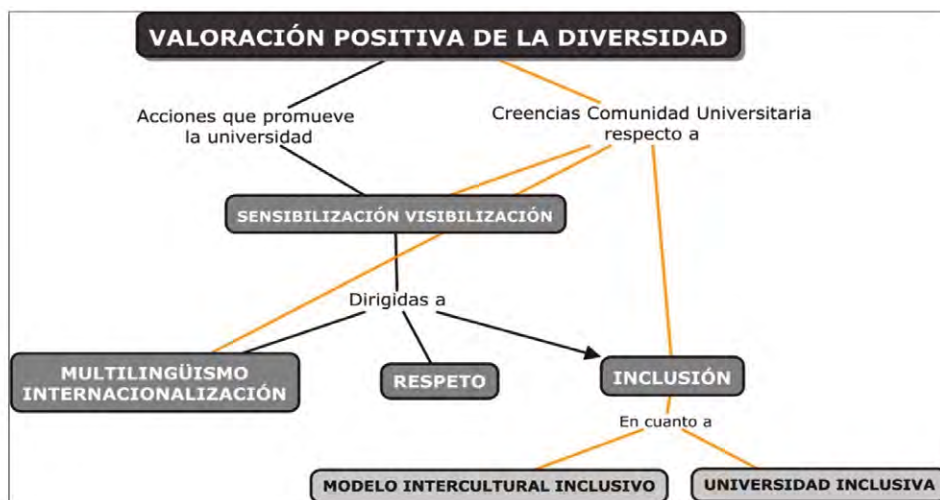 VALORACIÓN POSITIVA DE LA DIVERSIDAD
Acciones que promueve
la universidad
Creencias Comunidad Universitaria
respecto a
SENSIBILIZACIÓN VISIBILIZACIÓN
Dirigidas a
MULTILINGÜISMO
INTERNACIONALIZACIÓN
RESPETO
INCLUSIÓN
En cuanto a
MODELO INTERCULTURAL INCLUSIVO
UNIVERSIDAD INCLUSIVA